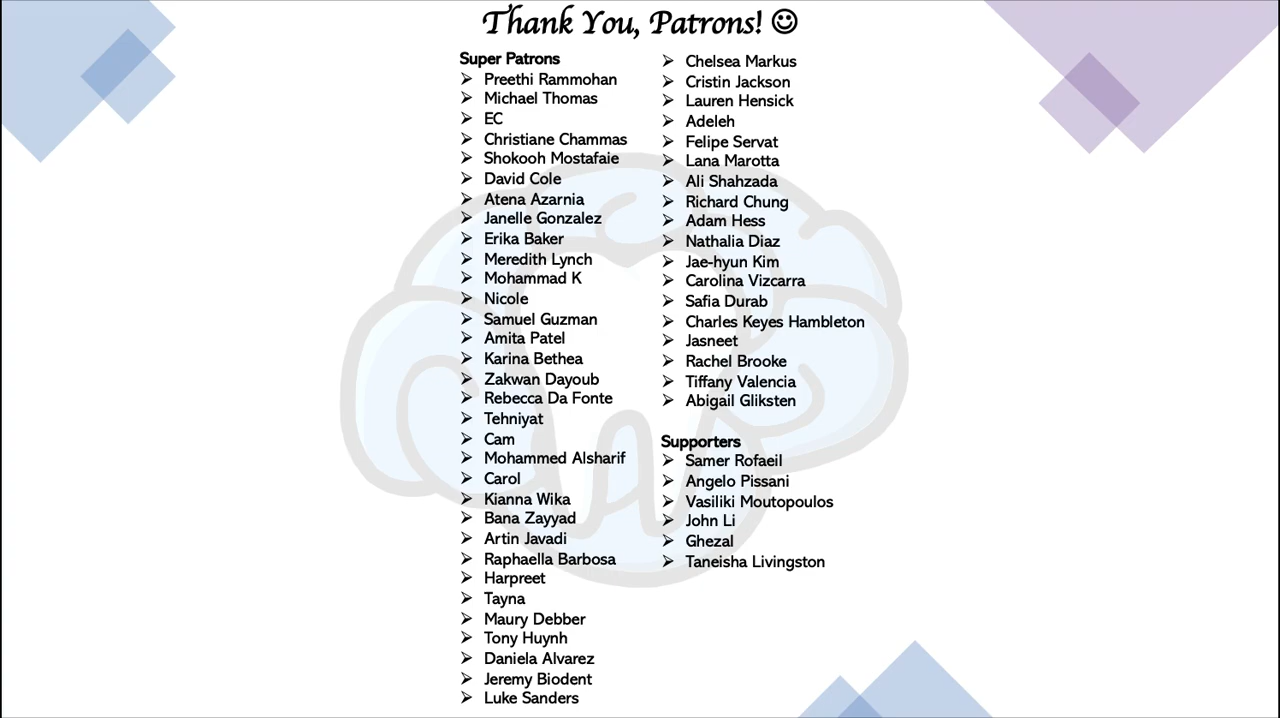 Thank You, Patrons! ☺
Super Patrons
➢ Preethi Rammohan
➢ Michael Thomas
➢ EC
➢ Christiane Chammas
➢ Shokooh Mostafaie
➢ David Cole
➢ Atena Azarnia
➢ Janelle Gonzalez
➢ Erika Baker
➢ Meredith Lynch
➢ Mohammad K
➢ Nicole
➢ Samuel Guzman
➢ Amita Patel
➢ Karina Bethea
➢ Zakwan Dayoub
➢ Rebecca Da Fonte
➢ Tehniyat
➢ Cam
➢ Mohammed Alsharif
➢ Carol
➢ Kianna Wika
➢ Bana Zayyad
➢ Artin Javadi
➢ Raphaella Barbosa
➢ Harpreet
➢ Tayna
➢ Maury Debber
➢ Tony Huynh
➢ Daniela Alvarez
➢ Jeremy Biodent
➢ Luke Sanders
➢ Chelsea Markus
➢ Cristin Jackson
➢ Lauren Hensick
➢ Adeleh
➢ Felipe Servat
➢ Lana Marotta
➢ Ali Shahzada
➢ Richard Chung
➢ Adam Hess
➢ Nathalia Diaz
➢ Jae-hyun Kim
➢ Carolina Vizcarra
➢ Safia Durab
➢ Charles Keyes Hambleton
➢ Jasneet
➢ Rachel Brooke
➢ Tiffany Valencia
➢ Abigail Gliksten
Supporters
➢ Samer Rofaeil
➢ Angelo Pissani
➢ Vasiliki Moutopoulos
➢ John Li
➢ Ghezal
➢ Taneisha Livingston